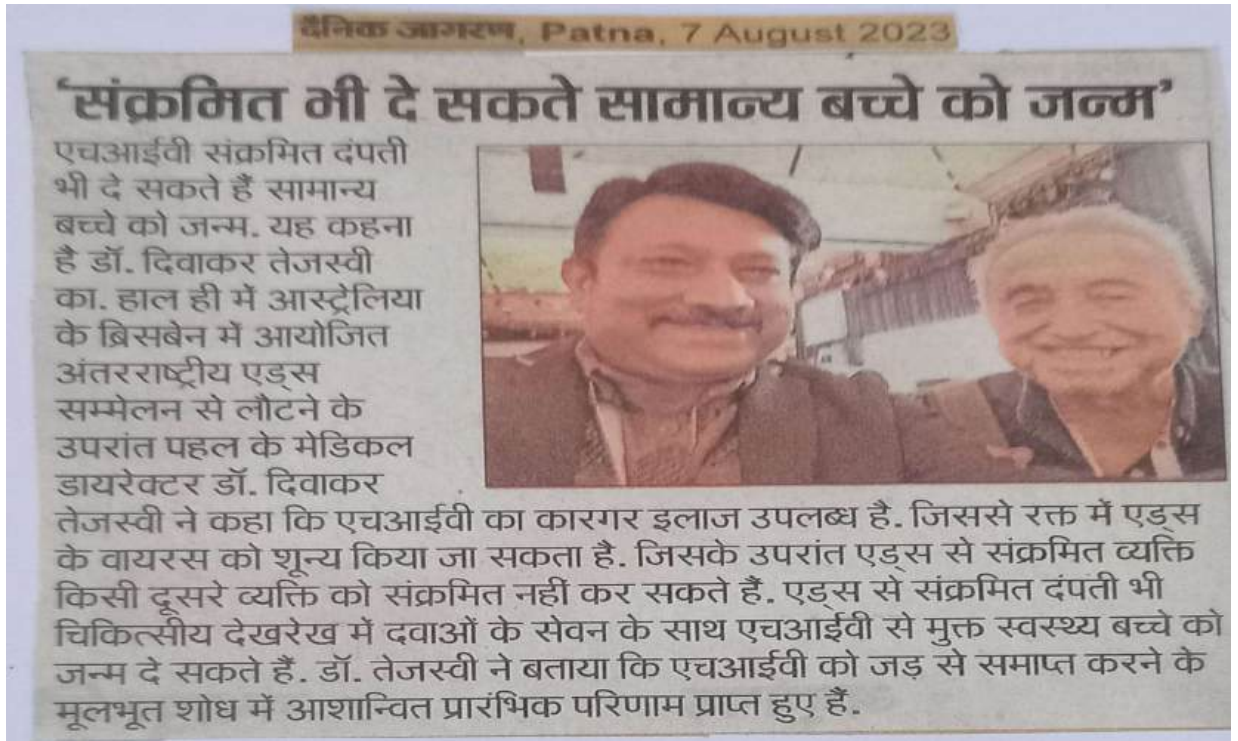 दैनिक जागरण, Patna, 7 August 2023
‘संक्रमित भी दे सकते सामान्य बच्चे को जन्म’
एचआईवी संक्रमित दंपती
भी दे सकते हैं सामान्य
बच्चे को जन्म. यह कहना
है डॉ. दिवाकर तेजस्वी
का. हाल ही में आस्ट्रेलिया
के ब्रिसबेन में आयोजित
अंतरराष्ट्रीय एड्स
सम्मेलन से लौटने के
उपरांत पहल के मेडिकल
डायरेक्टर डॉ. दिवाकर
तेजस्वी ने कहा कि एचआईवी का कारगर इलाज उपलब्ध है. जिससे रक्त में एड्स
के वायरस को शून्य किया जा सकता है. जिसके उपरांत एड्स से संक्रमित व्यक्ति
किसी दूसरे व्यक्ति को संक्रमित नहीं कर सकते हैं. एड्स से संक्रमित दंपती भी
चिकित्सीय देखरेख में दवाओं के सेवन के साथ एचआईवी से मुक्त स्वस्थ्य बच्चे को
जन्म दे सकते हैं. डॉ. तेजस्वी ने बताया कि एचआईवी को जड़ से समाप्त करने के
मूलभूत शोध में आशान्वित प्रारंभिक परिणाम प्राप्त हुए हैं.